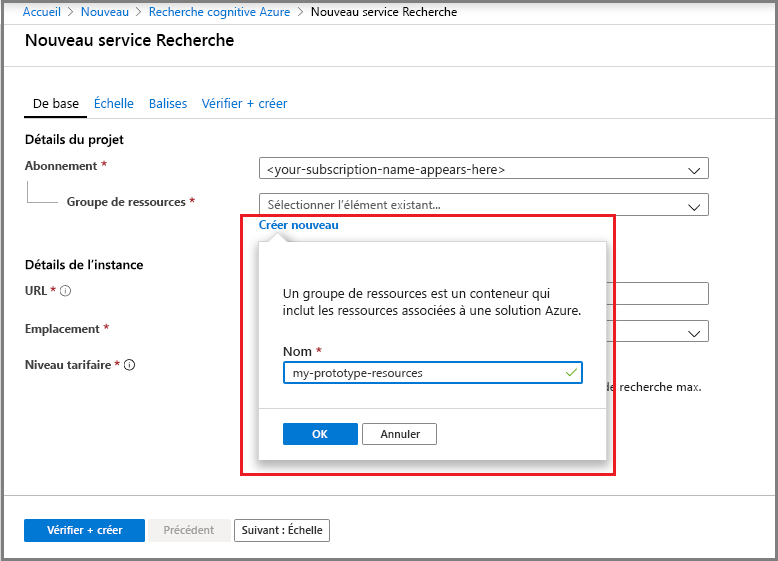 Accueil > Nouveau > Recherche cognitive Azure > Nouveau service Recherche
Nouveau service Recherche
De base Échelle Balises Vérifier + créer
Détails du projet
Abonnement *
<your-subscription-name-appears-here>
Groupe de ressources *
Sélectionner l'élément existant...
Créer nouveau
Détails de l'instance
URL *
Un groupe de ressources est un conteneur qui
inclut les ressources associées à une solution Azure.
Emplacement *
Nom *
Niveau tarifaire *
my-prototype-resources
de recherche max.
OK Annuler
Vérifier + créer Précédent Suivant : Échelle